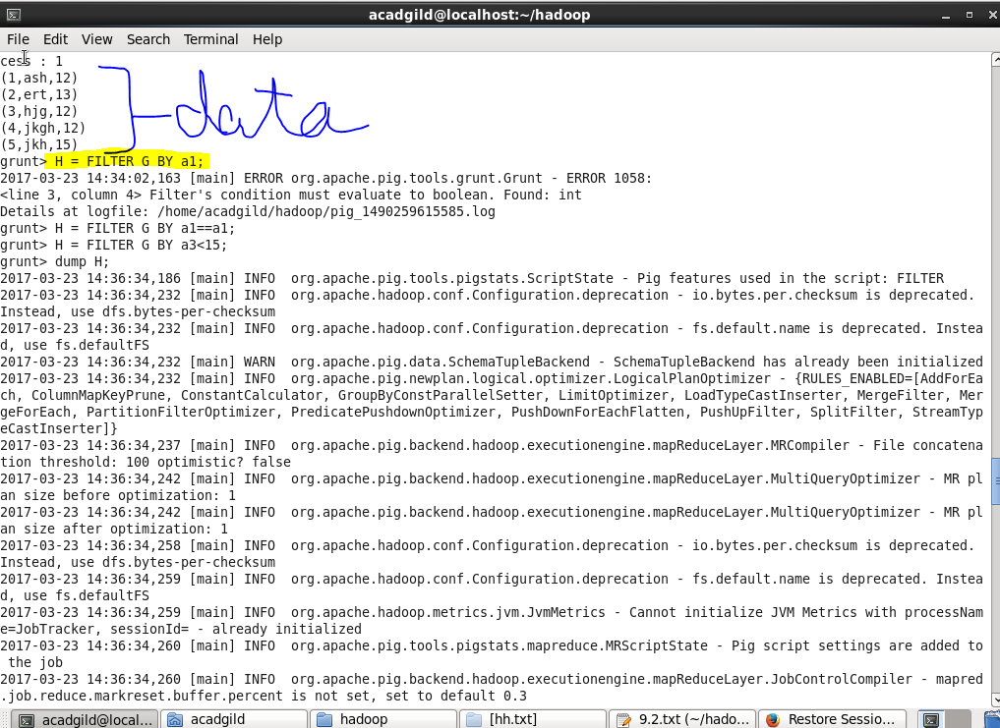 acadgild@localhost:~/hadoop
File Edit View Search Terminal Help
cess : 1
(1,ash,12)
(2,ert,13)
(3,hjg,12)
(4,jkgh,12)
(5,jkh,15)
data
grunt> H = FILTER G BY a1;
2017-03-23 14:34:02,163 [main] ERROR org.apache.pig.tools.grunt.Grunt - ERROR 1058:
<line 3, column 4> Filter's condition must evaluate to boolean. Found: int
Details at logfile: /home/acadgild/hadoop/pig_1490259615585.log
grunt> H = FILTER G BY a1==a1;
grunt> H = FILTER G BY a3<15;
grunt> dump H;
2017-03-23 14:36:34,186 [main] INFO  org.apache.pig.tools.pigstats.ScriptState - Pig features used in the script: FILTER
2017-03-23 14:36:34,232 [main] INFO  org.apache.hadoop.conf.Configuration.deprecation - io.bytes.per.checksum is deprecated.
Instead, use dfs.bytes-per-checksum
2017-03-23 14:36:34,232 [main] INFO  org.apache.hadoop.conf.Configuration.deprecation - fs.default.name is deprecated. Instea
d, use fs.defaultFS
2017-03-23 14:36:34,232 [main] WARN  org.apache.pig.data.SchemaTupleBackend - SchemaTupleBackend has already been initialized
2017-03-23 14:36:34,232 [main] INFO  org.apache.pig.newplan.logical.optimizer.LogicalPlanOptimizer - {RULES_ENABLED=[AddForEa
ch, ColumnMapKeyPrune, ConstantCalculator, GroupByConstParallelSetter, LimitOptimizer, LoadTypeCastInserter, MergeFilter, Mer
geForEach, PartitionFilterOptimizer, PredicatePushdownOptimizer, PushDownForEachFlatten, PushUpFilter, SplitFilter, StreamTyp
eCastInserter]}
2017-03-23 14:36:34,237 [main] INFO  org.apache.pig.backend.hadoop.executionengine.mapReduceLayer.MRCompiler - File concatena
tion threshold: 100 optimistic? false
2017-03-23 14:36:34,242 [main] INFO  org.apache.pig.backend.hadoop.executionengine.mapReduceLayer.MultiQueryOptimizer - MR pl
an size before optimization: 1
2017-03-23 14:36:34,242 [main] INFO  org.apache.pig.backend.hadoop.executionengine.mapReduceLayer.MultiQueryOptimizer - MR pl
an size after optimization: 1
2017-03-23 14:36:34,258 [main] INFO  org.apache.hadoop.conf.Configuration.deprecation - io.bytes.per.checksum is deprecated.
Instead, use dfs.bytes-per-checksum
2017-03-23 14:36:34,259 [main] INFO  org.apache.hadoop.conf.Configuration.deprecation - fs.default.name is deprecated. Instea
d, use fs.defaultFS
2017-03-23 14:36:34,259 [main] INFO  org.apache.hadoop.metrics.jvm.JvmMetrics - Cannot initialize JVM Metrics with processNam
e=JobTracker, sessionId= - already initialized
2017-03-23 14:36:34,260 [main] INFO  org.apache.pig.tools.pigstats.mapreduce.MRScriptState - Pig script settings are added to
 the job
2017-03-23 14:36:34,260 [main] INFO  org.apache.pig.backend.hadoop.executionengine.mapReduceLayer.JobControlCompiler - mapred
.job.reduce.markreset.buffer.percent is not set, set to default 0.3
acadgild@local... acadgild hadoop [hh.txt] 9.2.txt (~/hado... Restore Sessio...